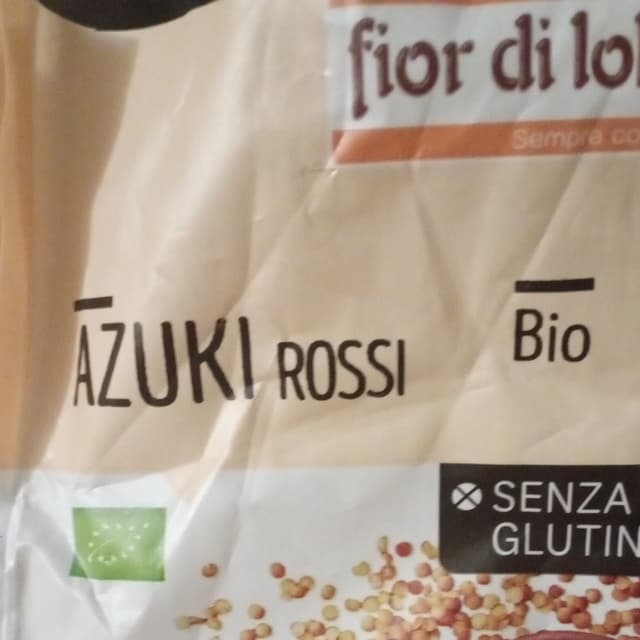 fior di lo
Sempre co
AZUKI ROSSI
Bio
SENZA
GLUTIN